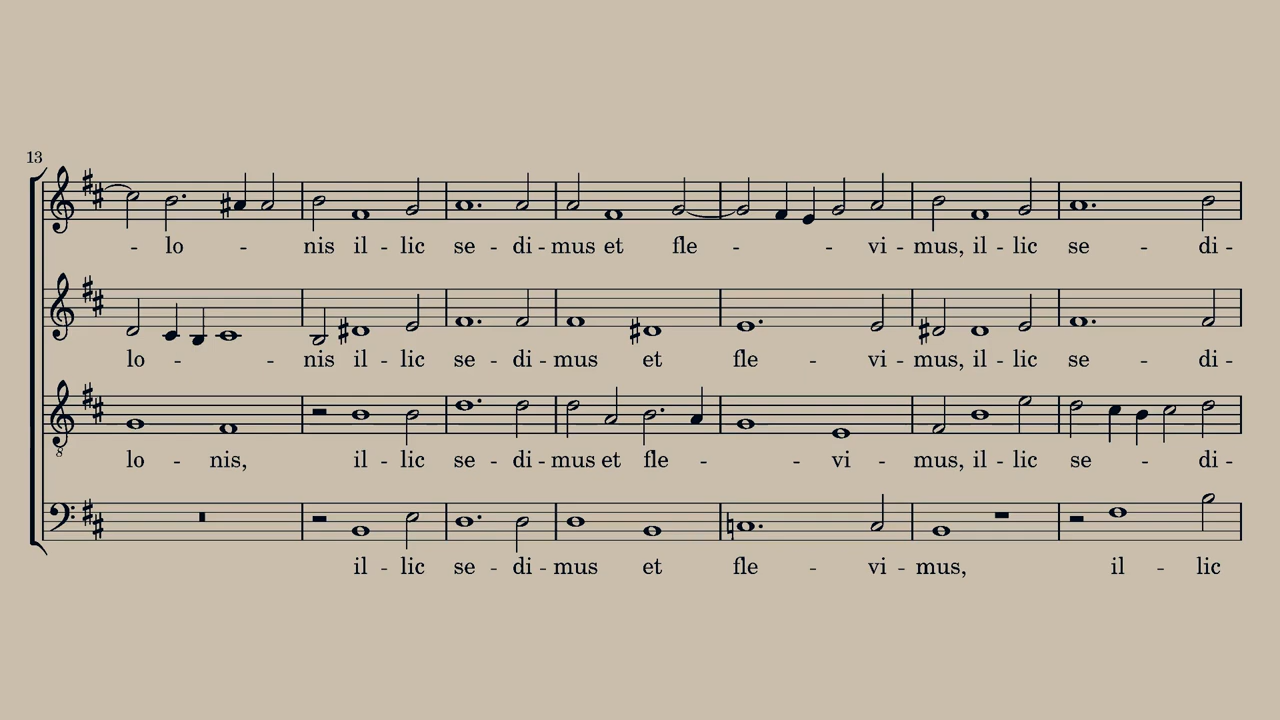 13
- lo - nis il - lic se - di - mus et fle - - vi - mus, il - lic se - di -
lo - - nis il - lic se - di - mus et fle - vi - mus, il - lic se - di -
8
lo - nis, il - lic se - di - mus et fle - - vi - mus, il - lic se - di -
il - lic se - di - mus et fle - vi - mus, il - lic